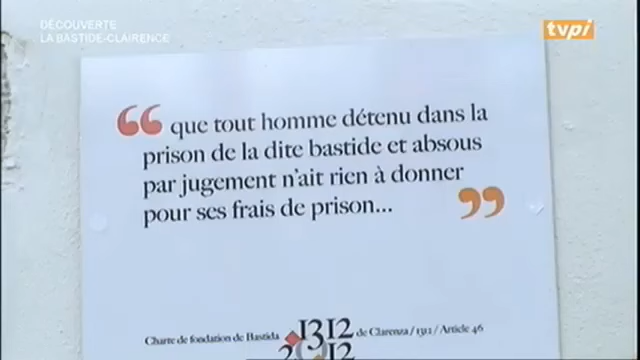 DÉCOUVERTE
LA BASTIDE-CLAIRENCE
tvpi
“ que tout homme détenu dans la
prison de la dite bastide et absous
par jugement n’ait rien à donner
pour ses frais de prison... ”
Charte de fondation de Bastida de Clarenza / 1312 / Article 46
1312
2012